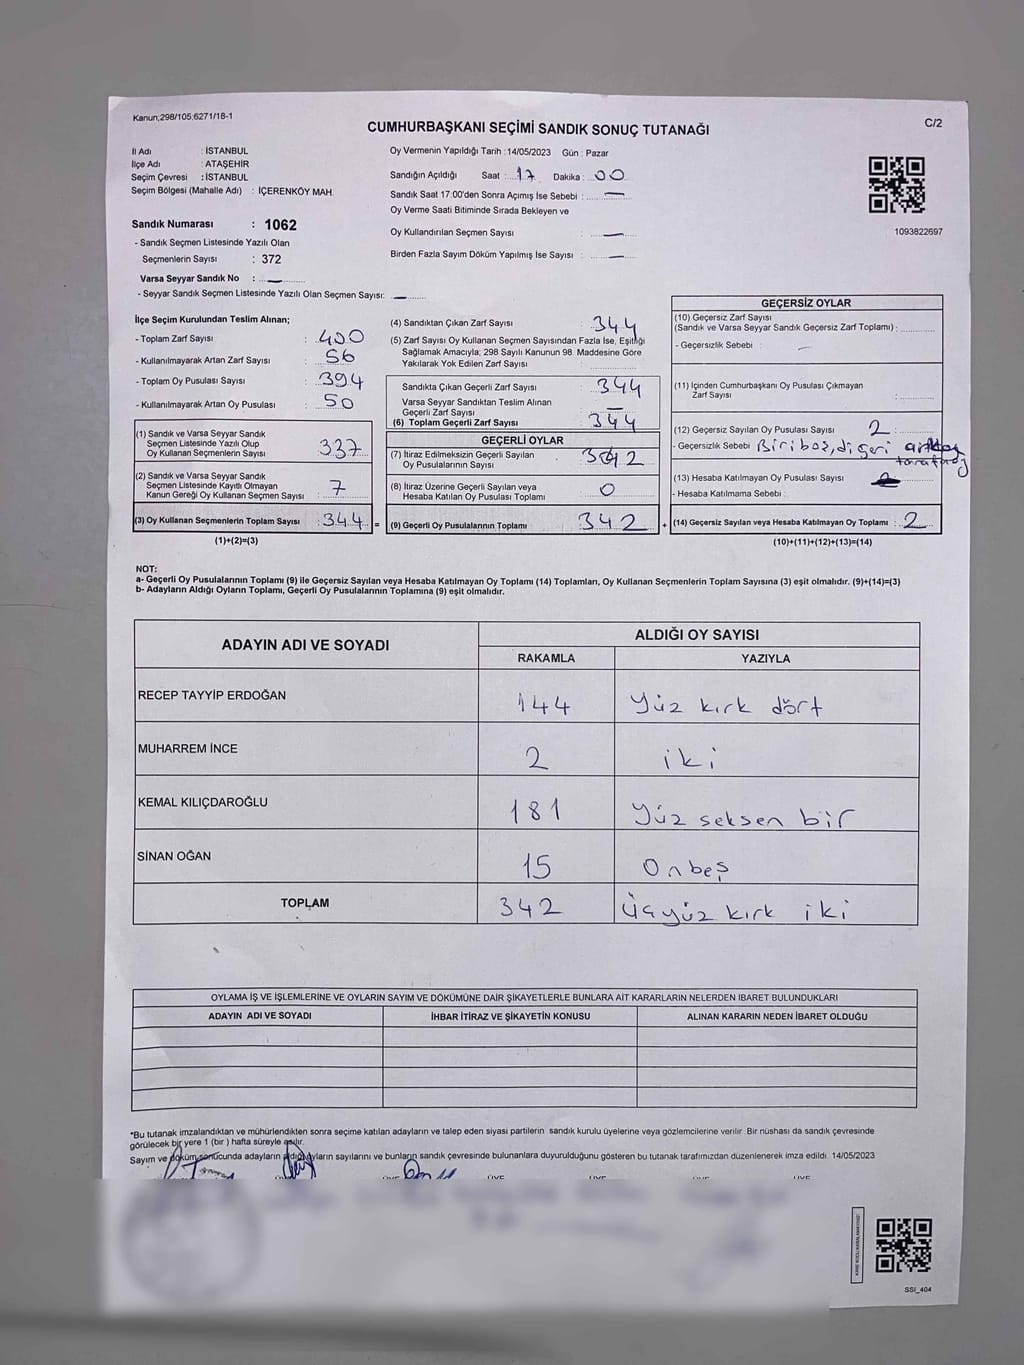 Kanun;298/105;6271/18-1
C/2
CUMHURBAŞKANI SEÇİMİ SANDIK SONUÇ TUTANAĞI
İl Adı : İSTANBUL
İlçe Adı : ATAŞEHİR
Seçim Çevresi : İSTANBUL
Seçim Bölgesi (Mahalle Adı) : İÇERENKÖY MAH.
Sandık Numarası : 1062
- Sandık Seçmen Listesinde Yazılı Olan
Seçmenlerin Sayısı : 372
Varsa Seyyar Sandık No : —
- Seyyar Sandık Seçmen Listesinde Yazılı Olan Seçmen Sayısı: —
Oy Vermenin Yapıldığı Tarih : 14/05/2023 Gün : Pazar
Sandığın Açıldığı Saat : 17 Dakika : 00
Sandık Saat 17:00'den Sonra Açımış İse Sebebi : —
Oy Verme Saati Bitiminde Sırada Bekleyen ve
Oy Kullandırılan Seçmen Sayısı : —
Birden Fazla Sayım Döküm Yapılmış İse Sayısı : —
1093822697
İlçe Seçim Kurulundan Teslim Alınan;
- Toplam Zarf Sayısı : 400
- Kullanılmayarak Artan Zarf Sayısı : 56
- Toplam Oy Pusulası Sayısı : 394
- Kullanılmayarak Artan Oy Pusulası : 50
(1) Sandık ve Varsa Seyyar Sandık
Seçmen Listesinde Yazılı Olup
Oy Kullanan Seçmenlerin Sayısı : 337
(2) Sandık ve Varsa Seyyar Sandık
Seçmen Listesinde Kayıtlı Olmayan
Kanun Gereği Oy Kullanan Seçmen Sayısı : 7
(3) Oy Kullanan Seçmenlerin Toplam Sayısı : 344 =
(1)+(2)=(3)
(4) Sandıktan Çıkan Zarf Sayısı : 344
(5) Zarf Sayısı Oy Kullanan Seçmen Sayısından Fazla İse, Eşitliği
Sağlamak Amacıyla; 298 Sayılı Kanunun 98. Maddesine Göre
Yakılarak Yok Edilen Zarf Sayısı :
Sandıkta Çıkan Geçerli Zarf Sayısı : 344
Varsa Seyyar Sandıktan Teslim Alınan
Geçerli Zarf Sayısı : —
(6) Toplam Geçerli Zarf Sayısı : 344
GEÇERLİ OYLAR
(7) İtiraz Edilmeksizin Geçerli Sayılan
Oy Pusulalarının Sayısı : 342
(8) İtiraz Üzerine Geçerli Sayılan veya
Hesaba Katılan Oy Pusulası Toplamı : 0
(9) Geçerli Oy Pusulalarının Toplamı : 342 +
GEÇERSİZ OYLAR
(10) Geçersiz Zarf Sayısı
(Sandık ve Varsa Seyyar Sandık Geçersiz Zarf Toplamı) :
- Geçersizlik Sebebi : —
(11) İçinden Cumhurbaşkanı Oy Pusulası Çıkmayan
Zarf Sayısı :
(12) Geçersiz Sayılan Oy Pusulası Sayısı : 2
- Geçersizlik Sebebi : Biri boş, diğeri
(13) Hesaba Katılmayan Oy Pusulası Sayısı :
- Hesaba Katılmama Sebebi :
(14) Geçersiz Sayılan veya Hesaba Katılmayan Oy Toplamı : 2
(10)+(11)+(12)+(13)=(14)
NOT:
a- Geçerli Oy Pusulalarının Toplamı (9) ile Geçersiz Sayılan veya Hesaba Katılmayan Oy Toplamı (14) Toplamları, Oy Kullanan Seçmenlerin Toplam Sayısına (3) eşit olmalıdır. (9)+(14)=(3)
b- Adayların Aldığı Oyların Toplamı, Geçerli Oy Pusulalarının Toplamına (9) eşit olmalıdır.
ADAYIN ADI VE SOYADI
ALDIĞI OY SAYISI
RAKAMLA YAZIYLA
RECEP TAYYİP ERDOĞAN 144 Yüz kırk dört
MUHARREM İNCE 2 iki
KEMAL KILIÇDAROĞLU 181 Yüz seksen bir
SİNAN OĞAN 15 Onbeş
TOPLAM 342 Üçyüz kırk iki
OYLAMA İŞ VE İŞLEMLERİNE VE OYLARIN SAYIM VE DÖKÜMÜNE DAİR ŞİKAYETLERLE BUNLARA AİT KARARLARIN NELERDEN İBARET BULUNDUKLARI
ADAYIN ADI VE SOYADI İHBAR İTİRAZ VE ŞİKAYETİN KONUSU ALINAN KARARIN NEDEN İBARET OLDUĞU
*Bu tutanak imzalandıktan ve mühürlendikten sonra seçime katılan adayların ve talep eden siyasi partilerin sandık kurulu üyelerine veya gözlemcilerine verilir. Bir nüshası da sandık çevresinde
görülecek bir yere 1 (bir ) hafta süreyle asılır.
Sayım ve döküm sonucunda adayların aldığı oyların sayılarını ve bunların sandık çevresinde bulunanlara duyurulduğunu gösteren bu tutanak tarafımızdan düzenlenerek imza edildi. 14/05/2023
SSI_404